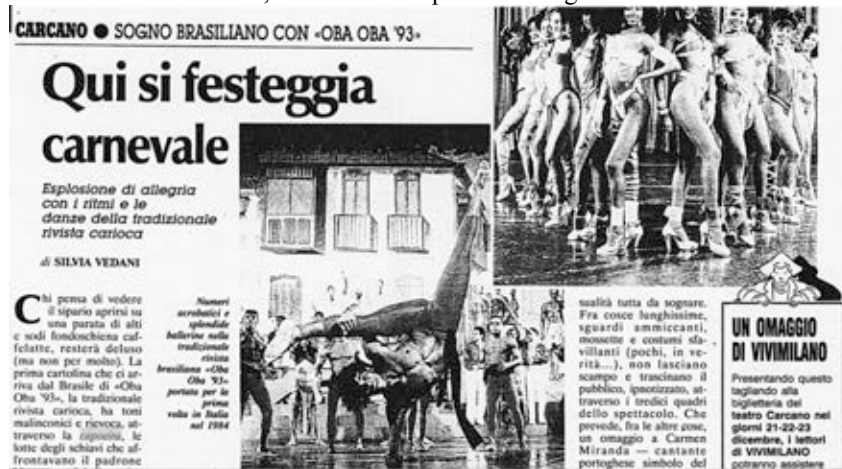 CARCANO ● SOGNO BRASILIANO CON «OBA OBA '93»
Qui si festeggia
carnevale
Esplosione di allegria
con i ritmi e le
danze della tradizionale
rivista carioca
di SILVIA VEDANI
Chi pensa di vedere
il sipario aprirsi su
una parata di alti
e sodi fondoschiena caf-
felatte, resterà deluso
(ma non per molto). La
prima cartolina che ci ar-
riva dal Brasile di «Oba
Oba '93», la tradizionale
rivista carioca, ha toni
malinconici e rievoca, at-
traverso la capoeira, le
lotte degli schiavi che af-
frontavano il padrone
Numeri
acrobatici e
splendide
ballerine nella
tradizionale
rivista
brasiliana «Oba
Oba '93»
portata per la
prima
volta in Italia
nel 1984
sualità tutta da sognare.
Fra cosce lunghissime,
sguardi ammiccanti,
mossette e costumi sfa-
villanti (pochi, in ve-
rità...), non lasciano
scampo e trascinano il
pubblico, ipnotizzato, at-
traverso i tredici quadri
dello spettacolo. Che
prevede, fra le altre cose,
un omaggio a Carmen
Miranda — cantante
portoghese simbolo del
UN OMAGGIO
DI VIVIMILANO
Presentando questo
tagliando alla
biglietteria del
teatro Carcano nei
giorni 21-22-23
dicembre, i lettori
di VIVIMILANO
potranno assistere